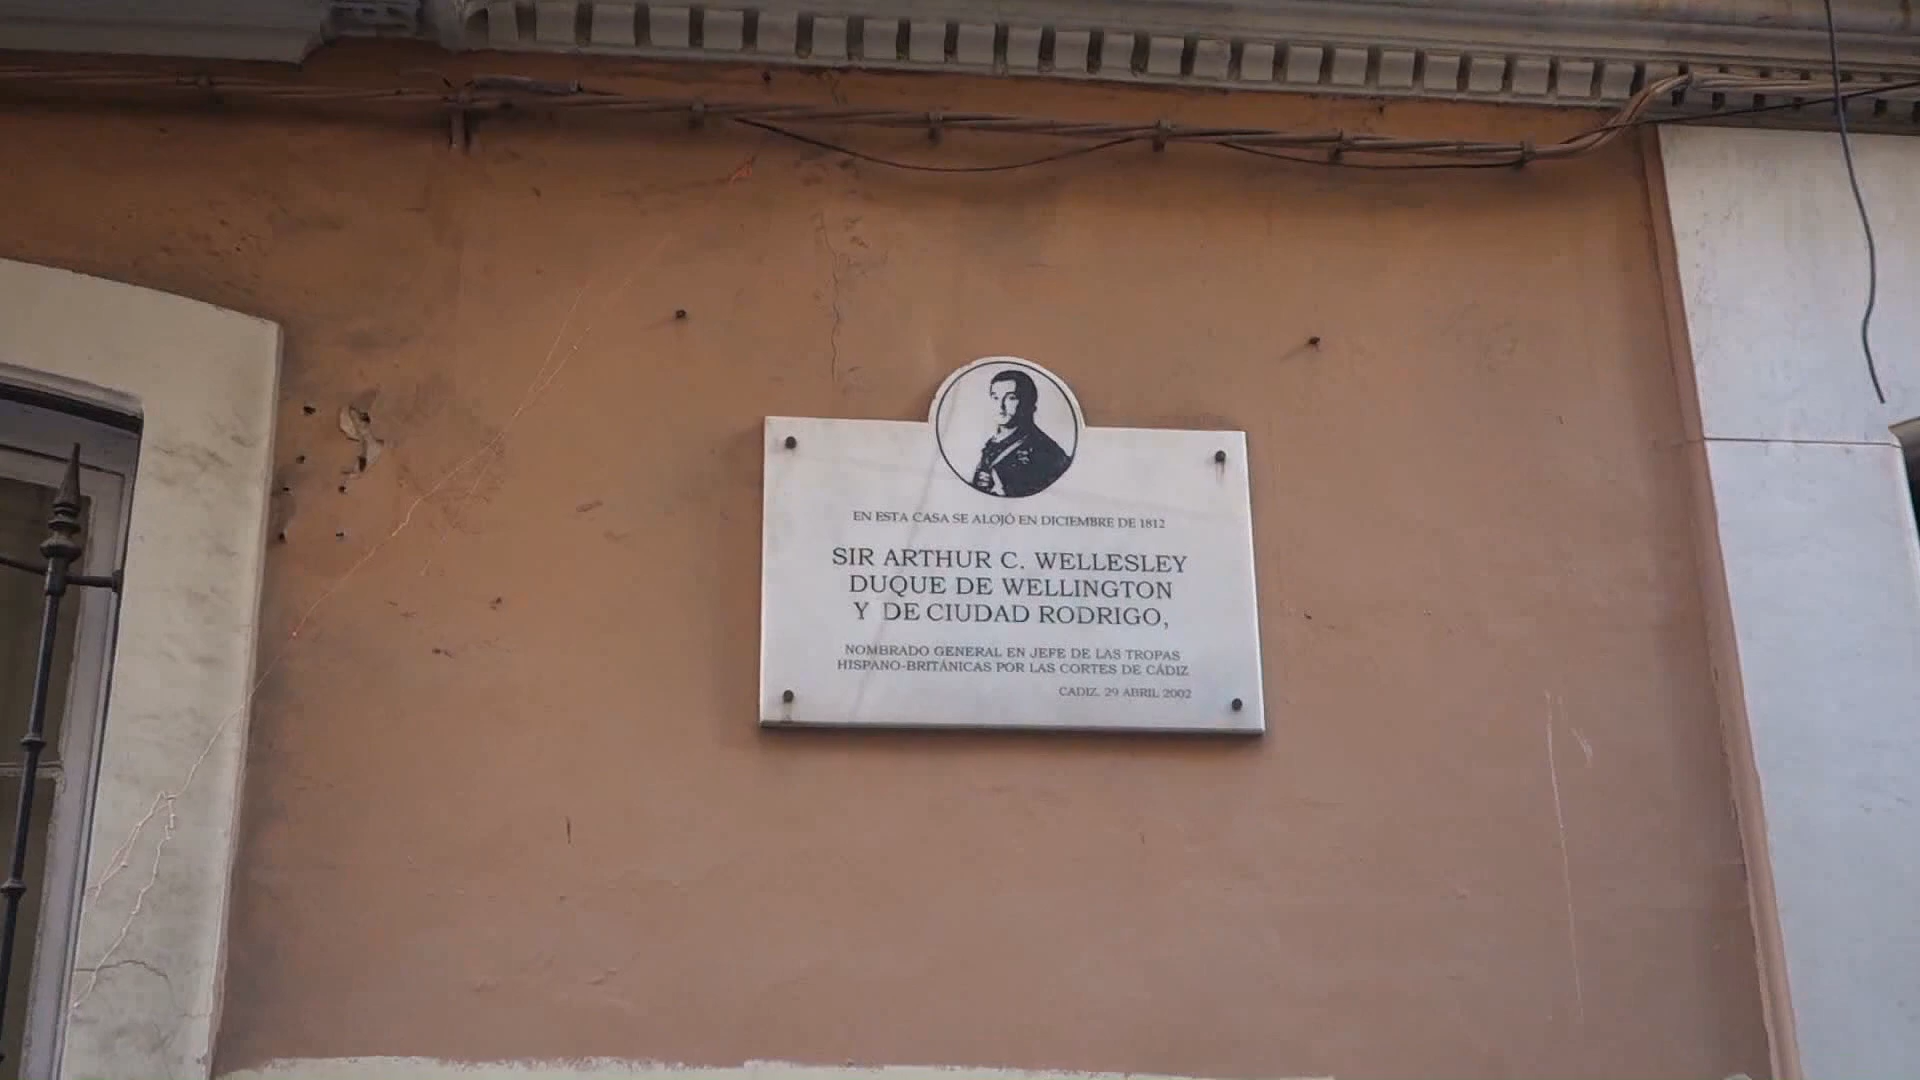 EN ESTA CASA SE ALOJÓ EN DICIEMBRE DE 1812
SIR ARTHUR C. WELLESLEY
DUQUE DE WELLINGTON
Y DE CIUDAD RODRIGO,
NOMBRADO GENERAL EN JEFE DE LAS TROPAS
HISPANO-BRITÁNICAS POR LAS CORTES DE CÁDIZ
CADIZ, 29 ABRIL 2002